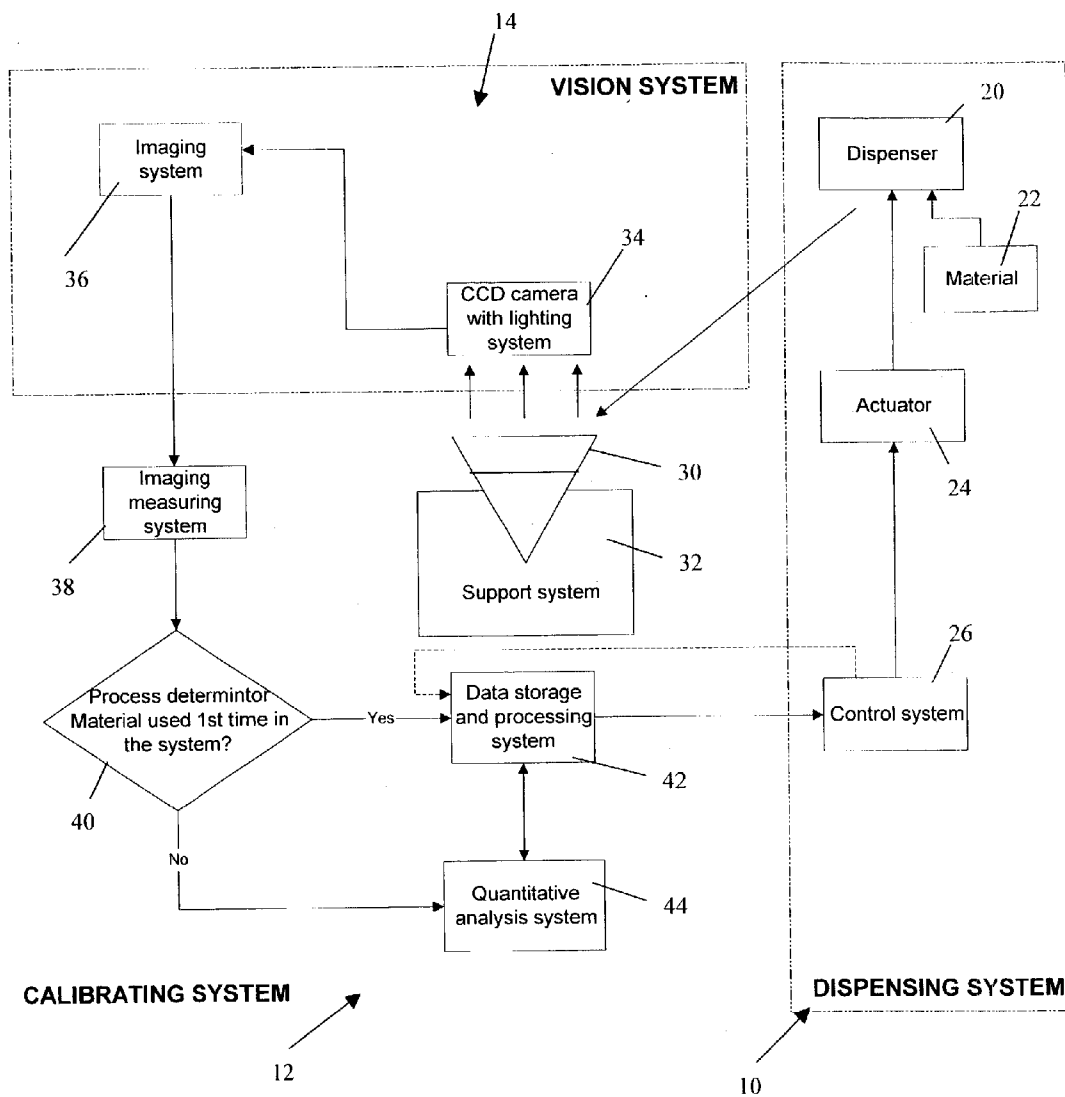 14
VISION SYSTEM
20
Imaging
system
Dispenser
22
34
36
CCD camera
with lighting
system
Material
Actuator
30
24
Imaging
measuring
system
38
32
Support system
26
Process determintor
Material used 1st time in
the system?
Yes
Data storage
and processing
system
Control system
42
40
No
Quantitative
analysis system
44
CALIBRATING SYSTEM
DISPENSING SYSTEM
12
10